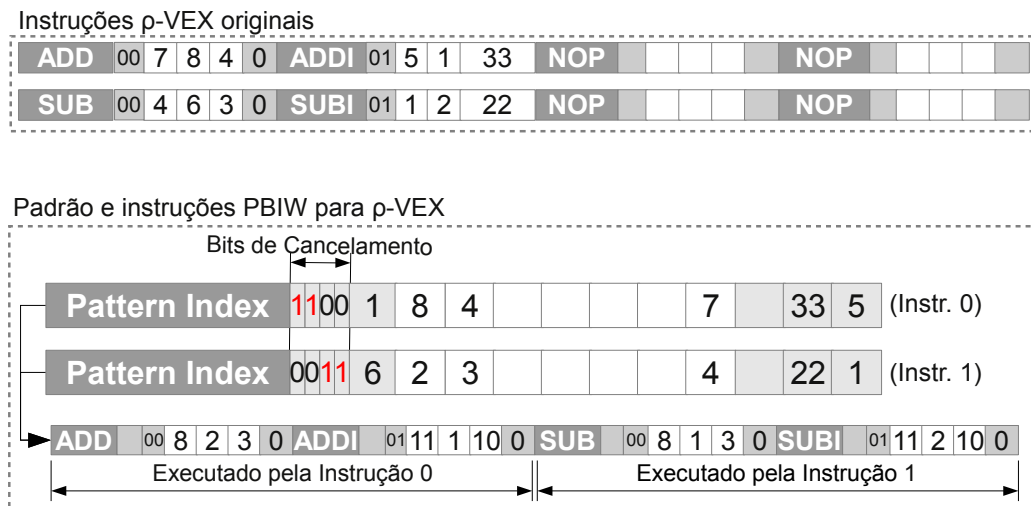 Instruções ρ-VEX originais
ADD 00 7 8 4 0 ADDI 01 5 1 33 NOP NOP
SUB 00 4 6 3 0 SUBI 01 1 2 22 NOP NOP
Padrão e instruções PBIW para ρ-VEX
Bits de Cancelamento
Pattern Index 1100 1 8 4 7 33 5 (Instr. 0)
Pattern Index 0011 6 2 3 4 22 1 (Instr. 1)
ADD 00 8 2 3 0 ADDI 01 11 1 10 0 SUB 00 8 1 3 0 SUBI 01 11 2 10 0
Executado pela Instrução 0 Executado pela Instrução 1